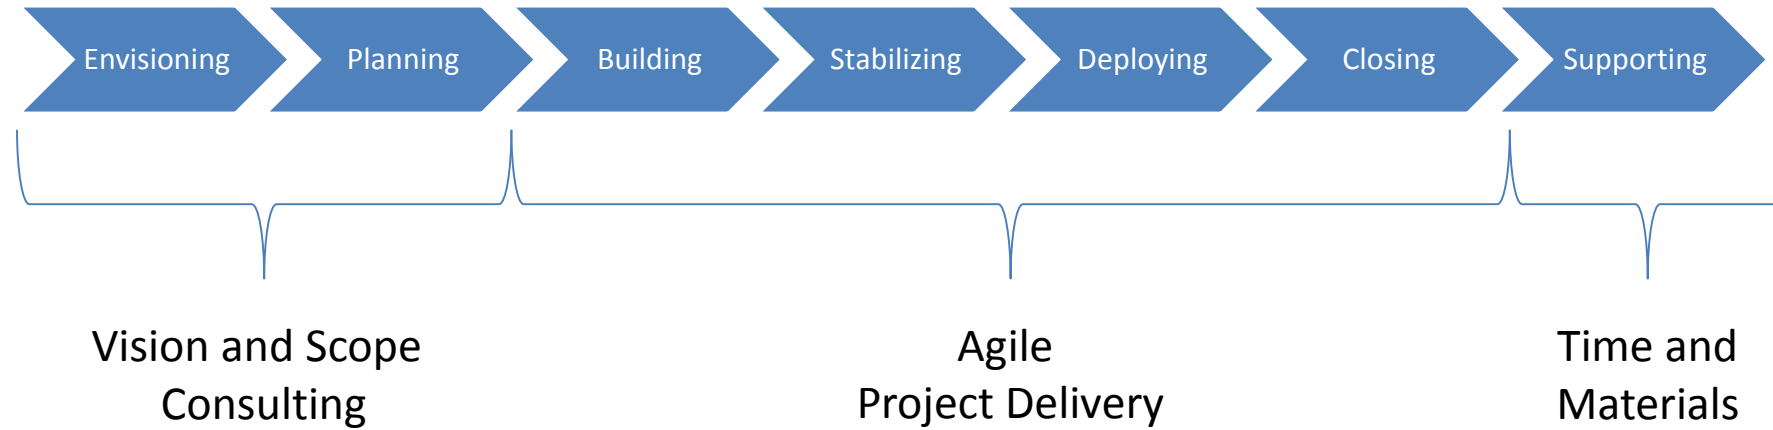 Envisioning
Planning
Building
Stabilizing
Deploying
Closing
Supporting
Vision and Scope
Consulting
Agile
Project Delivery
Time and
Materials